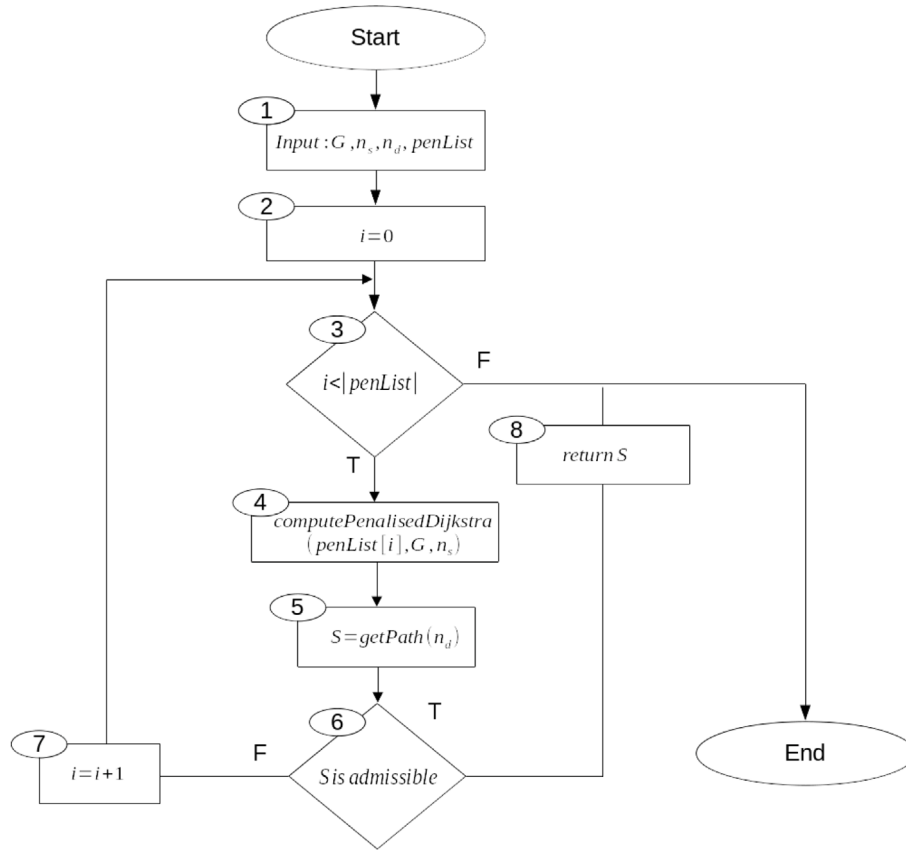 Start
1
Input : G , n_s, n_d, penList
2
i=0
3
i<|penList|
F
T
8
return S
4
computePenalisedDijkstra
(penList[i],G,n_s)
5
S=getPath(n_d)
6
T
F
S is admissible
7
i=i+1
End